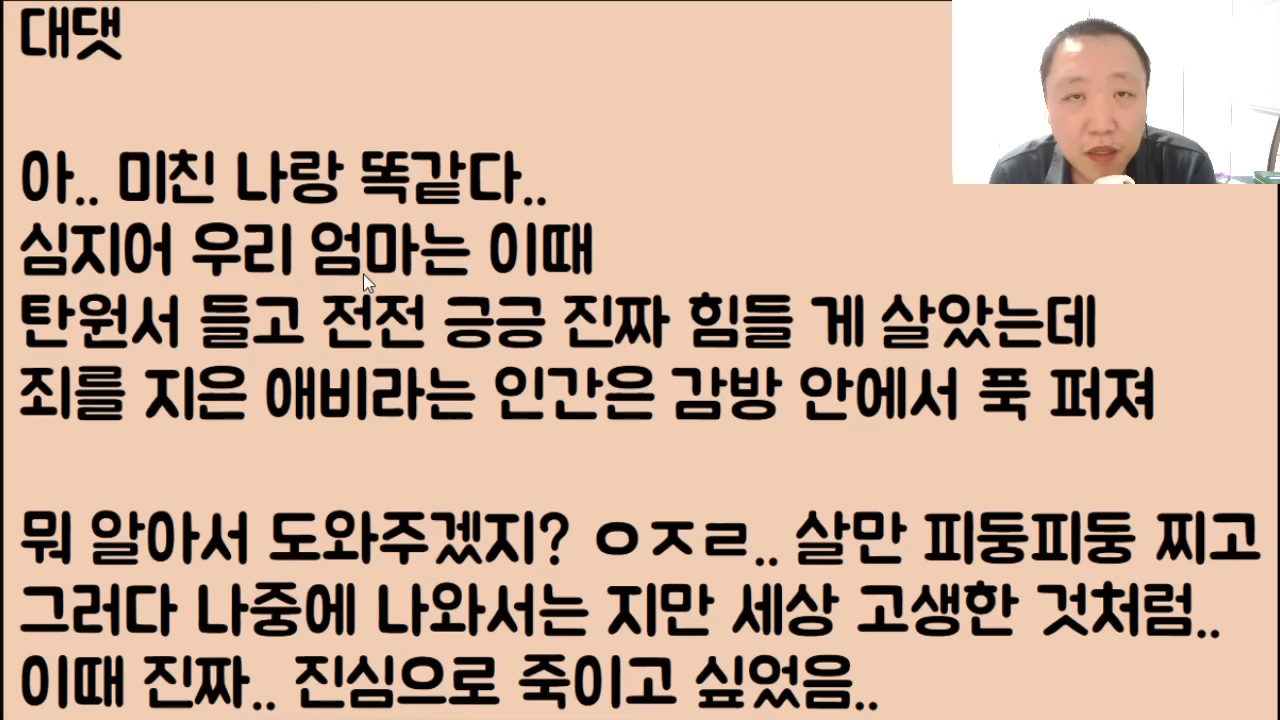 대댓
아.. 미친 나랑 똑같다..
심지어 우리 엄마는 이때
탄원서 들고 전전 긍긍 진짜 힘들 게 살았는데
죄를 지은 애비라는 인간은 감방 안에서 푹 퍼져
뭐 알아서 도와주겠지? ㅇㅈㄹ.. 살만 피둥피둥 찌고
그러다 나중에 나와서는 지만 세상 고생한 것처럼..
이때 진짜.. 진심으로 죽이고 싶었음..